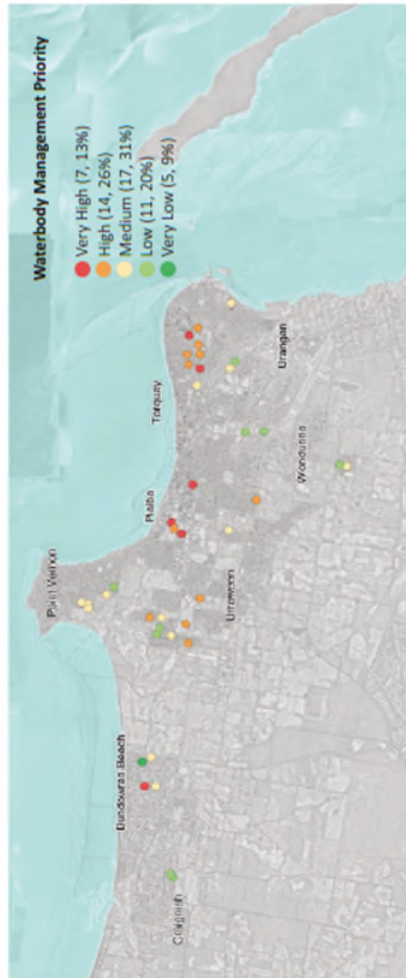 Waterbody Management Priority
Very High (7, 13%)
High (14, 26%)
Medium (17, 31%)
Low (11, 20%)
Very Low (5, 9%)
Point Vernon
Pialba
Torquay
Urangan
Wondunna
Urraween
Dundowran Beach
Craignish